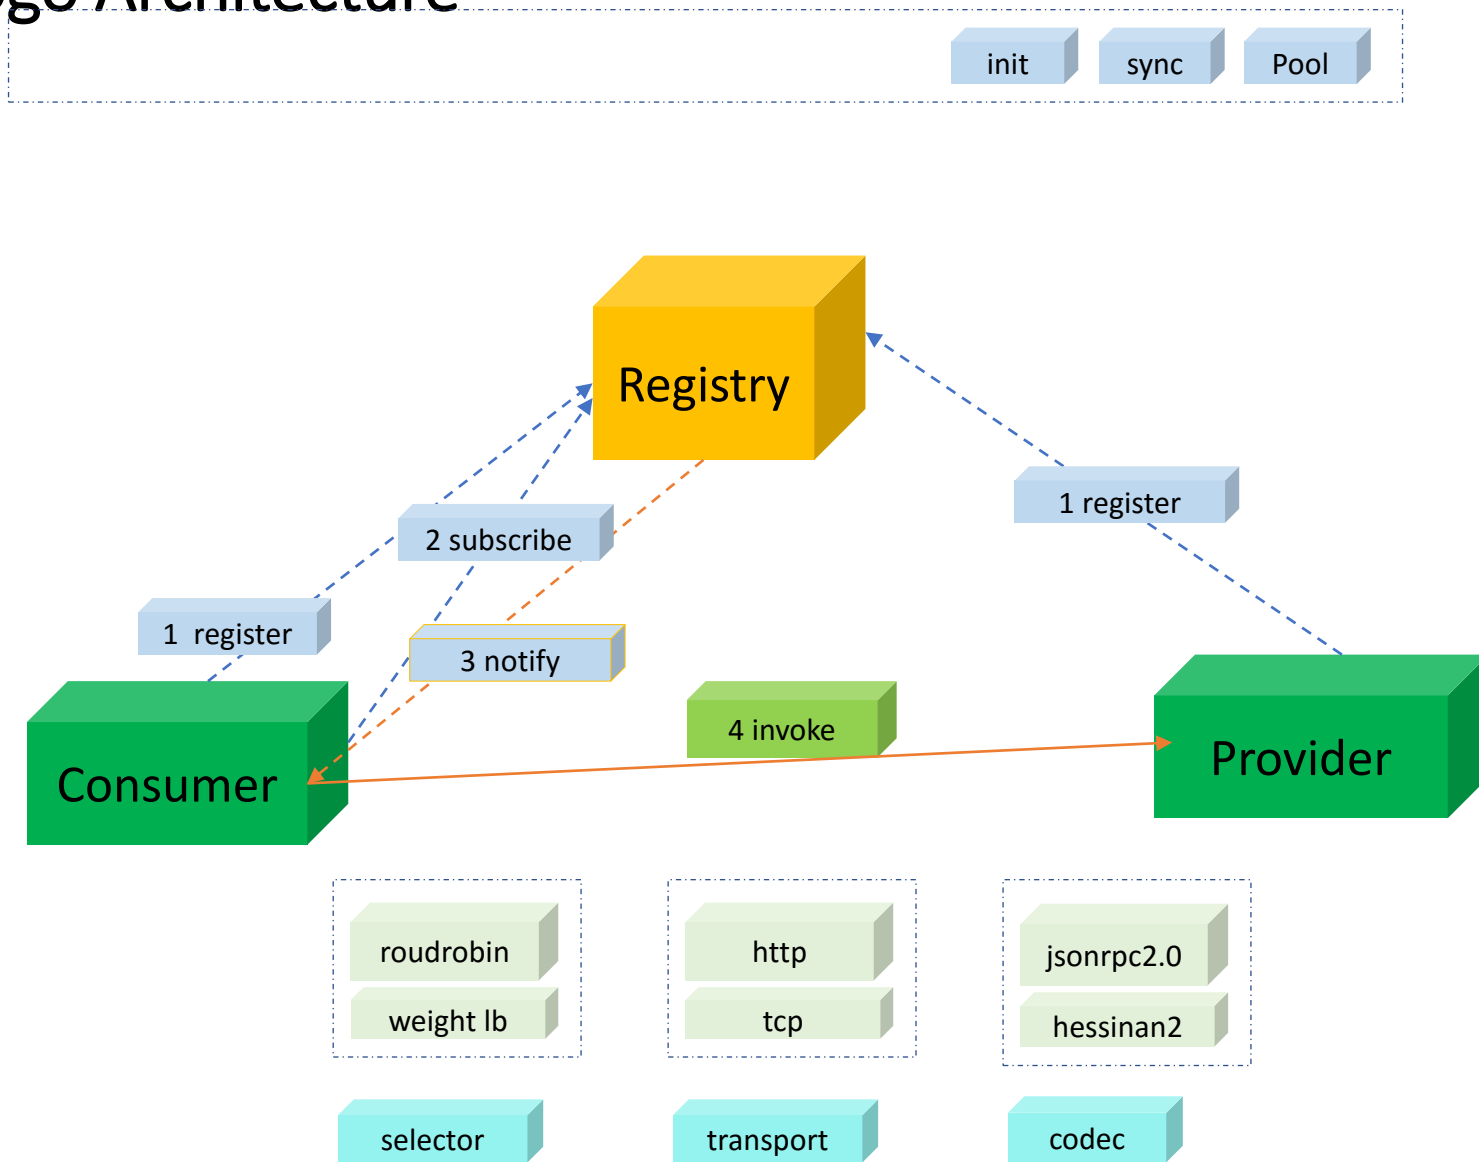 Architecture
init
sync
Pool
Registry
1 register
2 subscribe
1 register
3 notify
4 invoke
Consumer
Provider
roudrobin
http
jsonrpc2.0
weight lb
tcp
hessinan2
selector
transport
codec